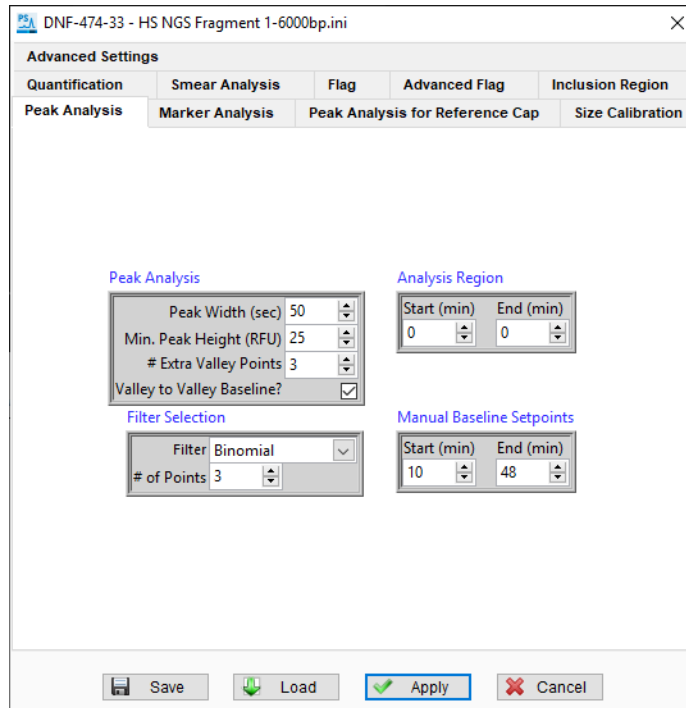 PS DNF-474-33 - HS NGS Fragment 1-6000bp.ini
Advanced Settings
Quantification Smear Analysis Flag Advanced Flag Inclusion Region
Peak Analysis Marker Analysis Peak Analysis for Reference Cap Size Calibration
Peak Analysis
Peak Width (sec) 50
Min. Peak Height (RFU) 25
# Extra Valley Points 3
Valley to Valley Baseline?
Analysis Region
Start (min) End (min)
0 0
Filter Selection
Filter Binomial
# of Points 3
Manual Baseline Setpoints
Start (min) End (min)
10 48
Save Load Apply Cancel